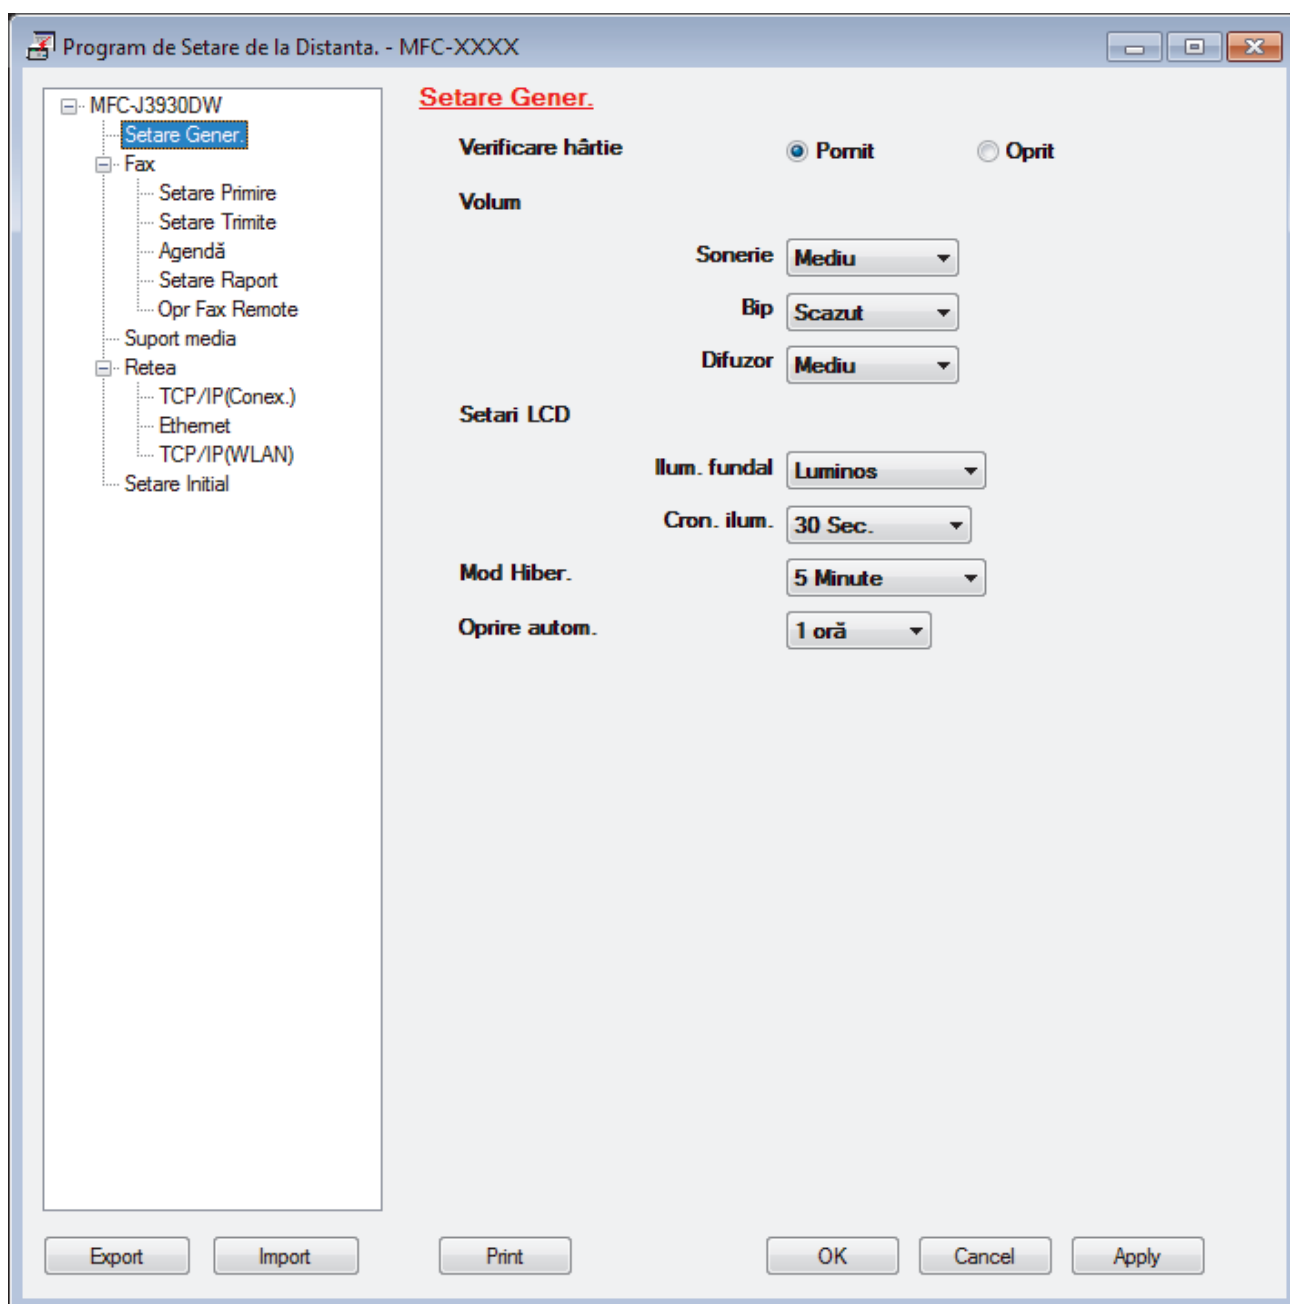 Program de Setare de la Distanta. - MFC-XXXX
MFC-J3930DW
Setare Gener.
Fax
Setare Primire
Setare Trimite
Agendă
Setare Raport
Opr Fax Remote
Suport media
Retea
TCP/IP(Conex.)
Ethernet
TCP/IP(WLAN)
Setare Initial
Setare Gener.
Verificare hârtie Pornit Oprit
Volum
Sonerie Mediu
Bip Scazut
Difuzor Mediu
Setari LCD
Ilum. fundal Luminos
Cron. ilum. 30 Sec.
Mod Hiber. 5 Minute
Oprire autom. 1 oră
Export Import Print OK Cancel Apply